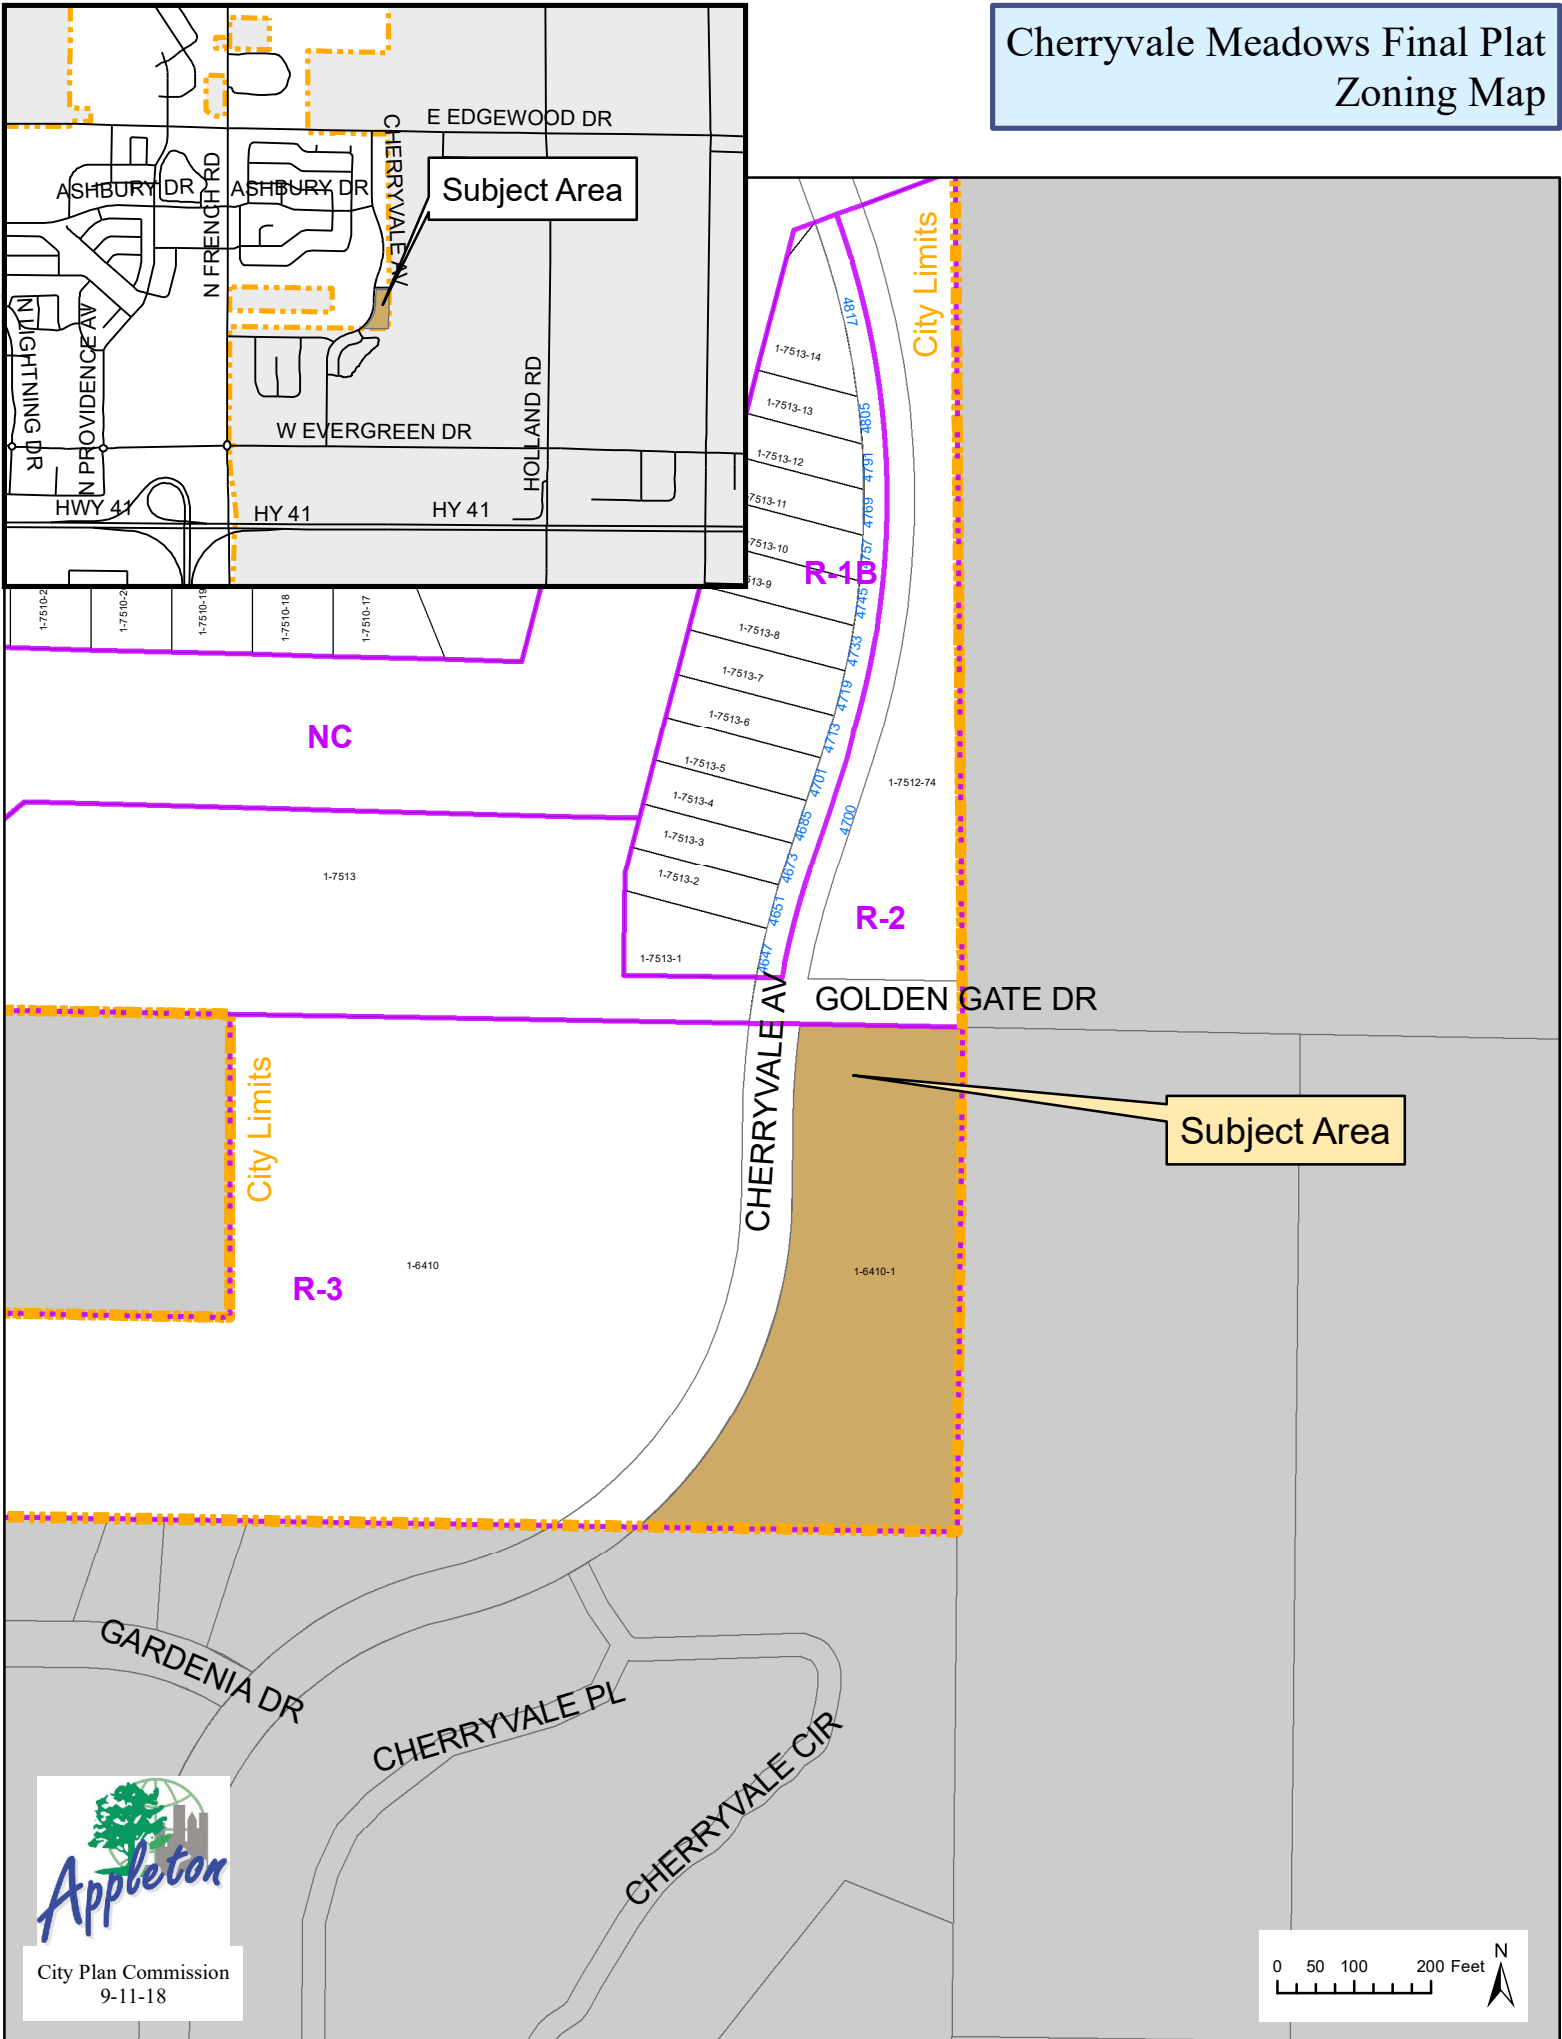 Cherryvale Meadows Final Plat
Zoning Map
E EDGEWOOD DR
CHERRYVALE AV
Subject Area
ASHBURY DR
ASHBURY DR
N FRENCH RD
N LIGHTNING DR
N PROVIDENCE AV
HOLLAND RD
W EVERGREEN DR
HWY 41
HY 41
HY 41
City Limits
4817
1-7513-14
1-7513-13
4805
1-7513-12
4791
7513-11
4769
7513-10
4757
R-1B
513-9
4745
1-7513-8
4733
1-7513-7
4719
1-7513-6
4713
1-7513-5
4701
1-7513-4
4685
1-7513-3
4673
1-7513-2
4651
1-7513-1
4647
4700
1-7512-74
R-2
1-7510-2
1-7510-2
1-7510-19
1-7510-18
1-7510-17
NC
1-7513
GOLDEN GATE DR
CHERRYVALE AV
City Limits
Subject Area
1-6410
1-6410-1
R-3
GARDENIA DR
CHERRYVALE PL
CHERRYVALE CIR
Appleton
City Plan Commission
9-11-18
0 50 100 200 Feet
N